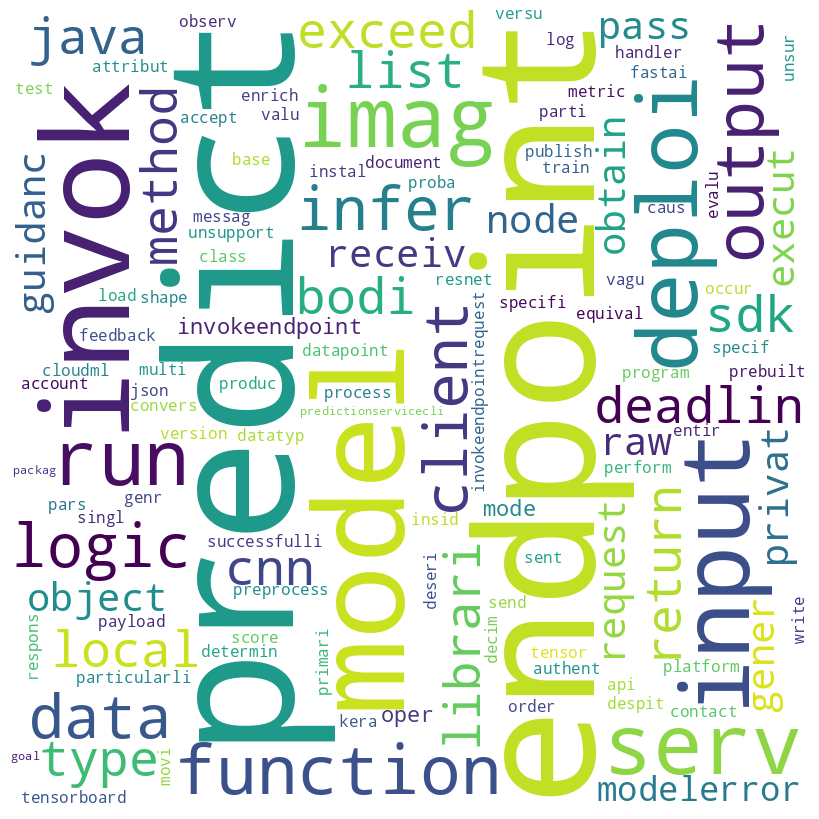 java
observ
exceed
versu
log
pass
handler
attribut
list
fastai
unsur
test
invok
method
accept
enrich
valu
predict
imag
endpoint
metric
parti
deploi
output
guidanc
base
instal
document
proba
publish
train
obtain
evalu
execut
messag
unsupport
class
infer
receiv
node
caus
load
shape
bodi
resnet
specifi
vagu
occur
feedback
invokeendpoint
client
invokeendpointrequest
equival
sdk
cloudml
multi
datapoint
specif
account
json
convers
produc
process
program
prebuilt
predictionservicecli
model
deadlin
version
datatyp
run
raw
entir
input
privat
packag
perform
pars
genr
singl
insid
mode
request
return
logic
successfulli
cnn
librari
sent
object
preprocess
deseri
send
decim
payload
write
respons
local
score
determin
primari
tensor
authent
platform
gener
particularli
api
despit
data
kera
oper
order
contact
goal
type
movi
function
serv
tensorboard
modelerror